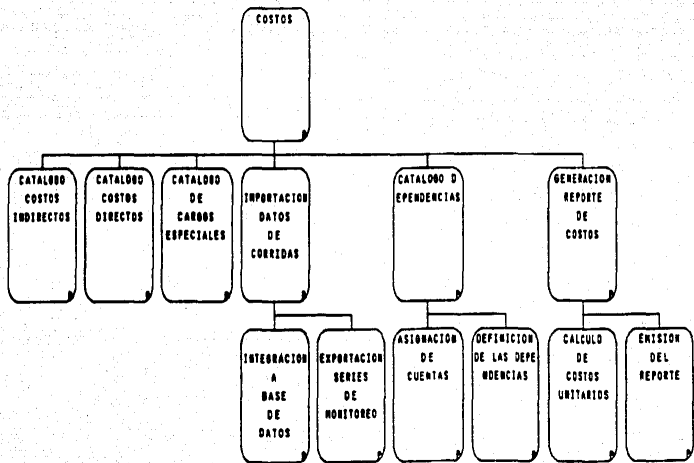 COSTOS
CATALOGO
COSTOS
INDIRECTOS
CATALOGO
COSTOS
DIRECTOS
CATALOGO
DE
CARGOS
ESPECIALES
IMPORTACION
DATOS
DE
CORRIDAS
CATALOGO D
EPENDENCIAS
GENERACION
REPORTE
DE
COSTOS
INTEGRACION
A
BASE
DE
DATOS
EXPORTACION
SERIES
DE
MONITOREO
ASIGNACION
DE
CUENTAS
DEFINICION
DE LAS DEPE
NDENCIAS
CALCULO
DE
COSTOS
UNITARIOS
EMISION
DEL
REPORTE